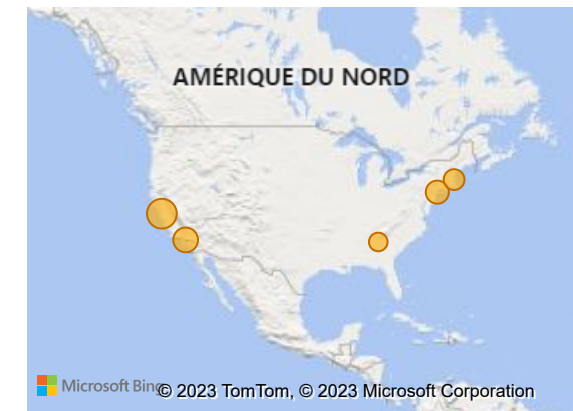 AMÉRIQUE DU NORD
Microsoft Bing
© 2023 TomTom, © 2023 Microsoft Corporation